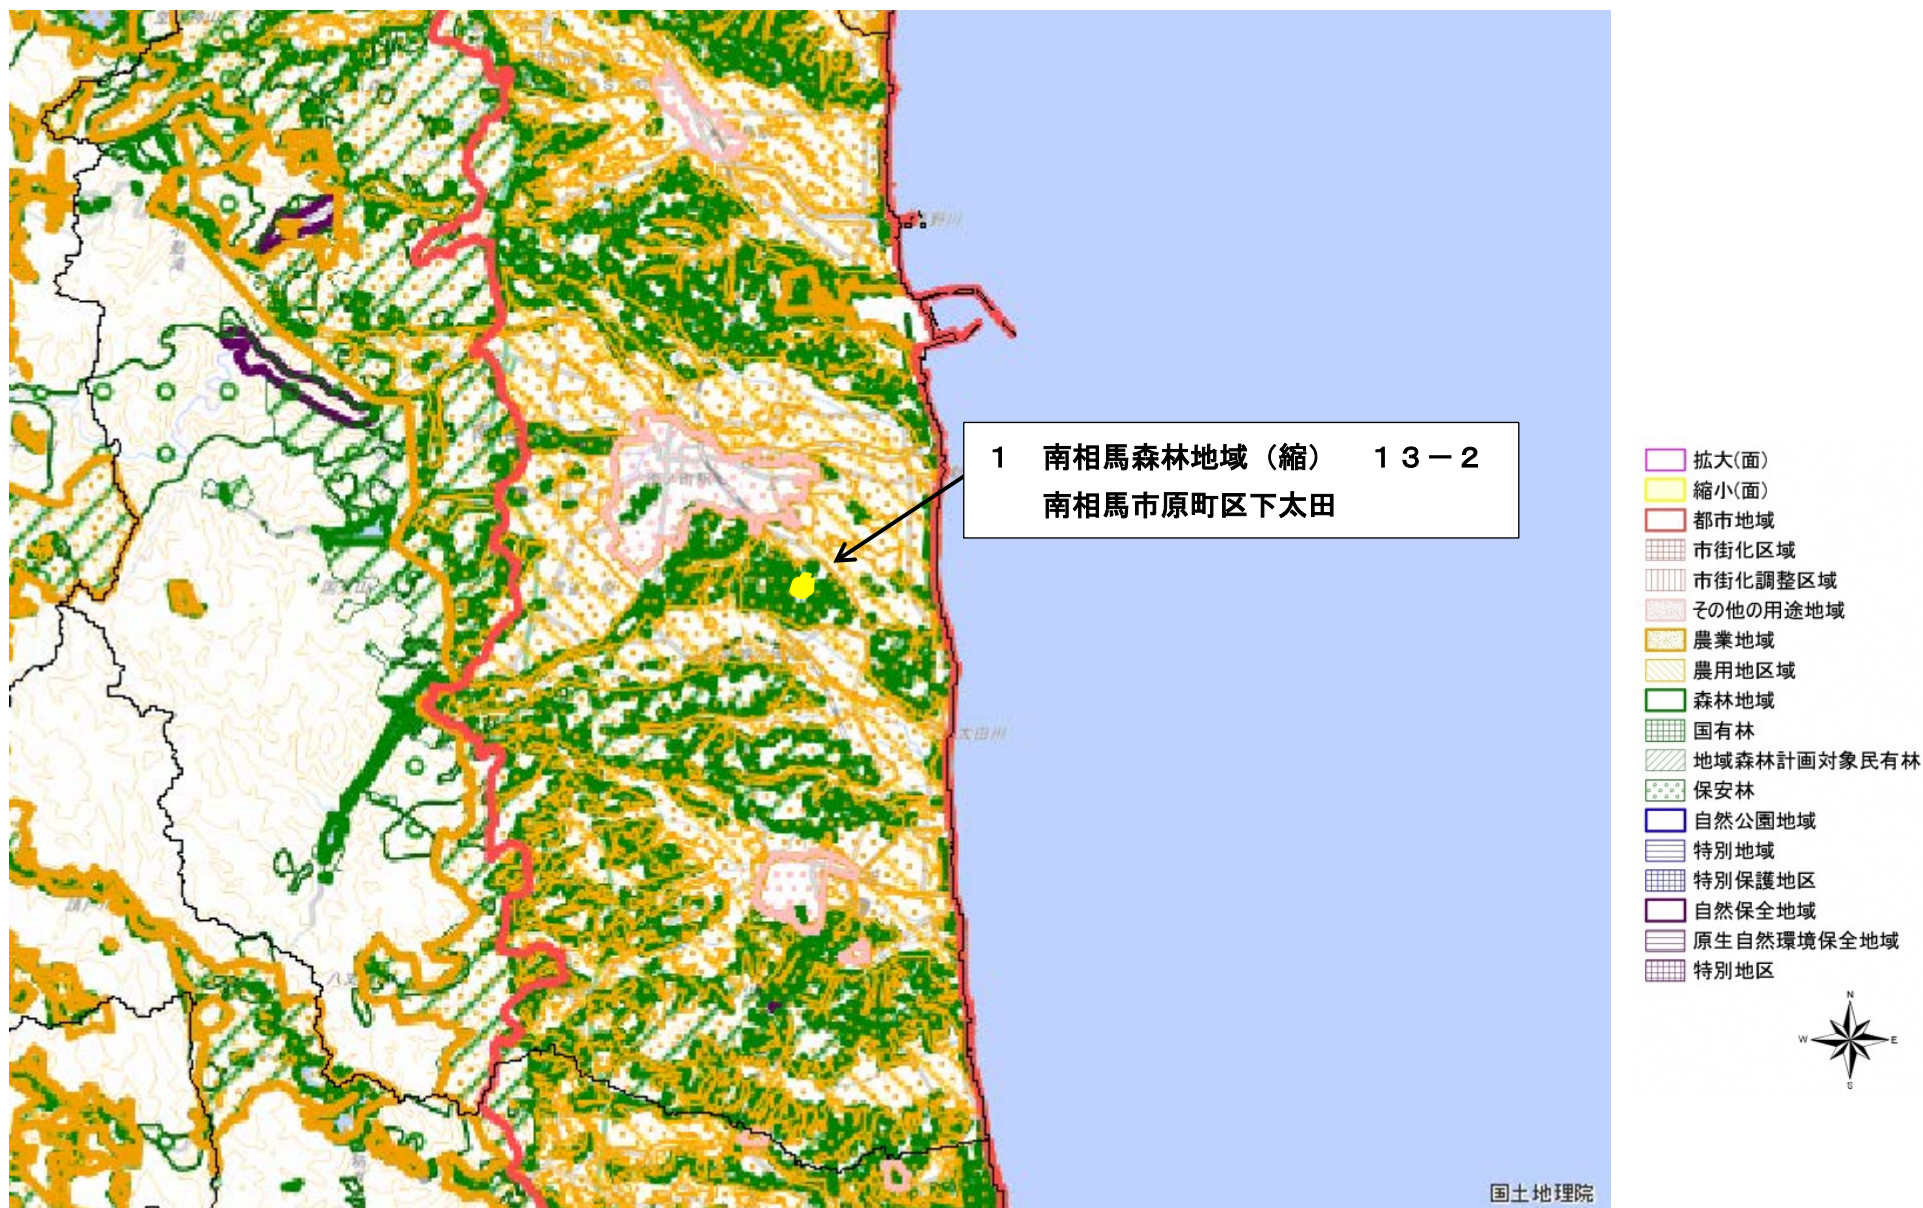 1　南相馬森林地域（縮）　13－2
南相馬市原町区下太田
拡大(面)
縮小(面)
都市地域
市街化区域
市街化調整区域
その他の用途地域
農業地域
農用地区域
森林地域
国有林
地域森林計画対象民有林
保安林
自然公園地域
特別地域
特別保護地区
自然保全地域
原生自然環境保全地域
特別地区
N
W
E
S
太田川
国土地理院